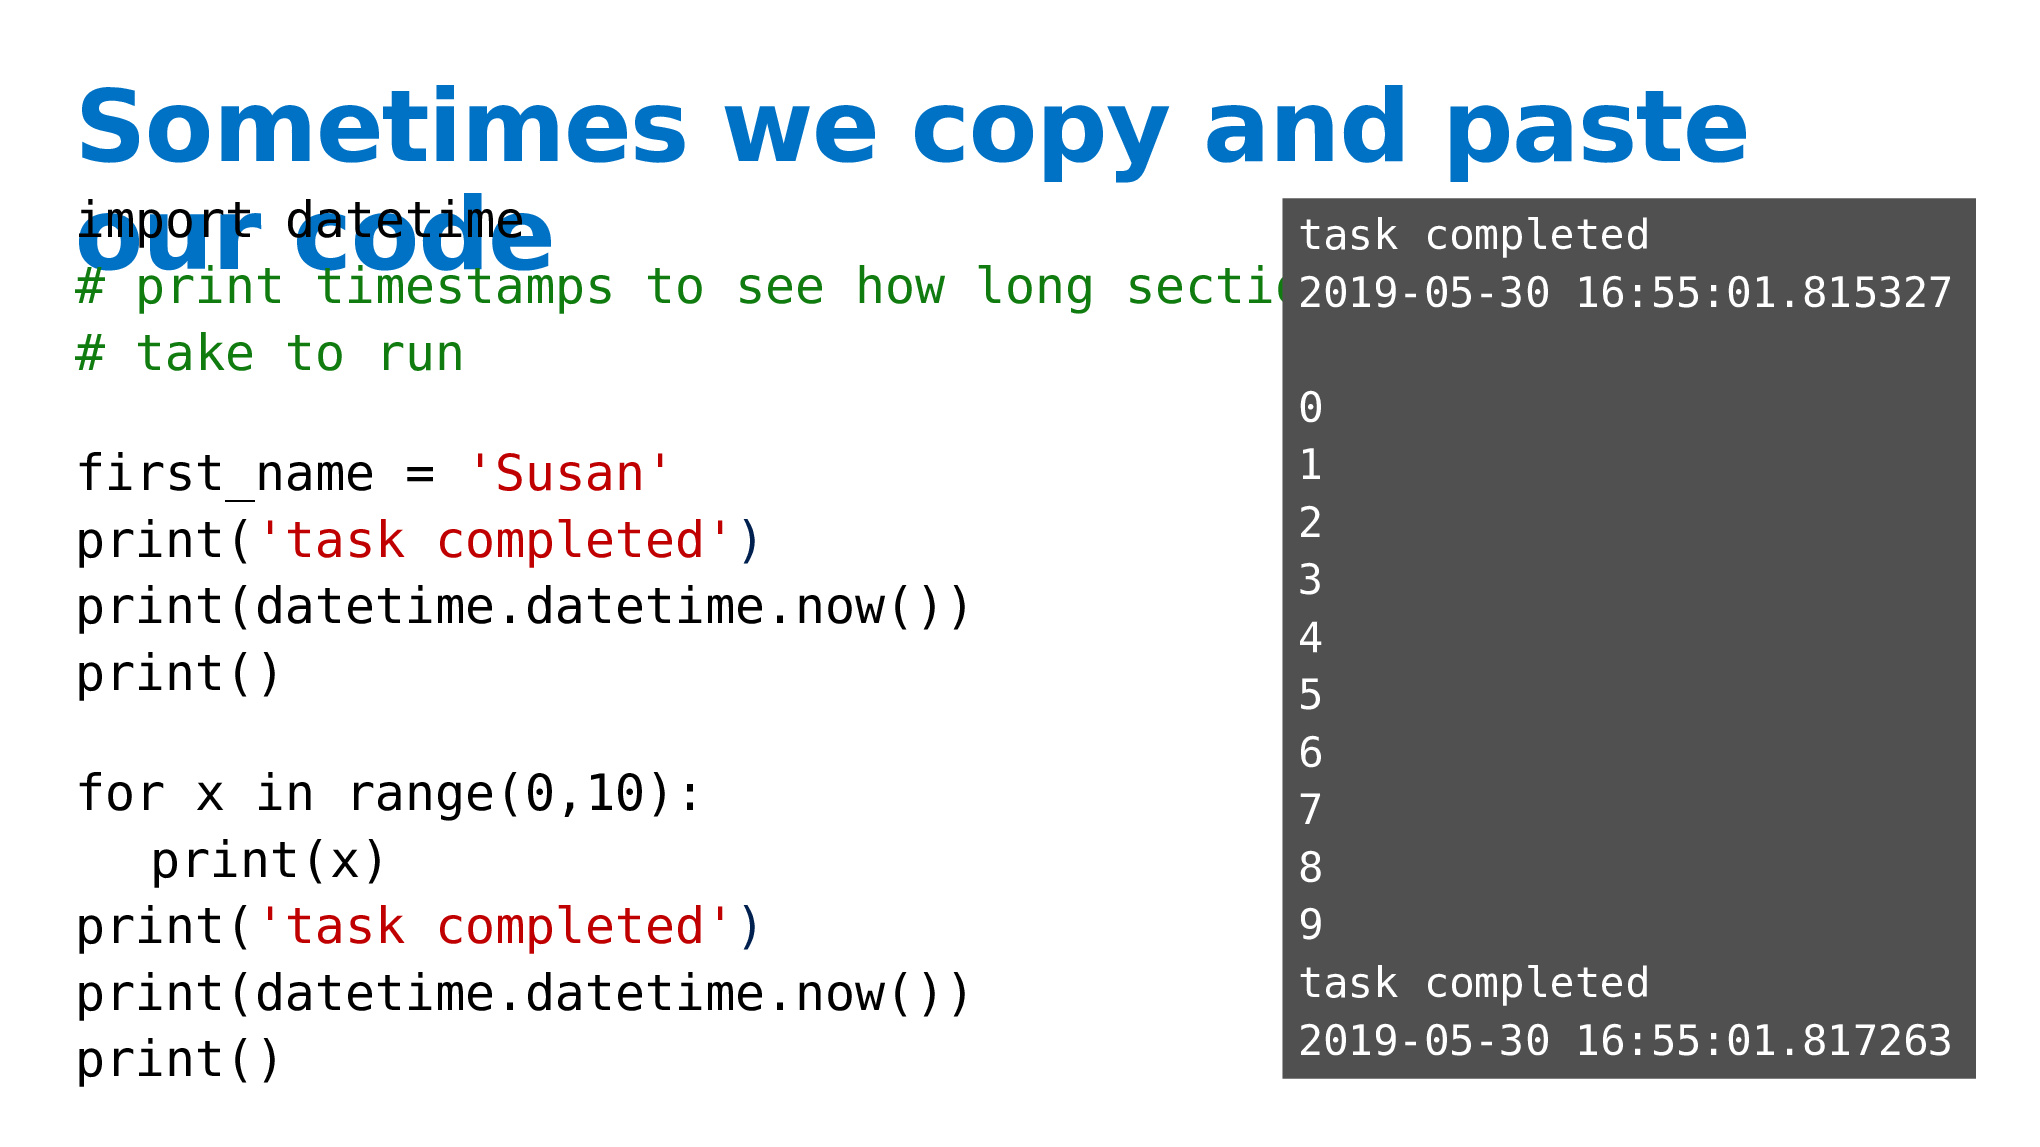 Sometimes we copy and paste
our code
import datetime
# print timestamps to see how long
# take to run
first_name = 'Susan'
print('task completed')
print(datetime.datetime.now())
print()
for x in range(0,10):
print(x)
print('task completed')
print(datetime.datetime.now())
print()
task completed
2019-05-30 16:55:01.815327
0
1
2
3
4
5
6
7
8
9
task completed
2019-05-30 16:55:01.817263